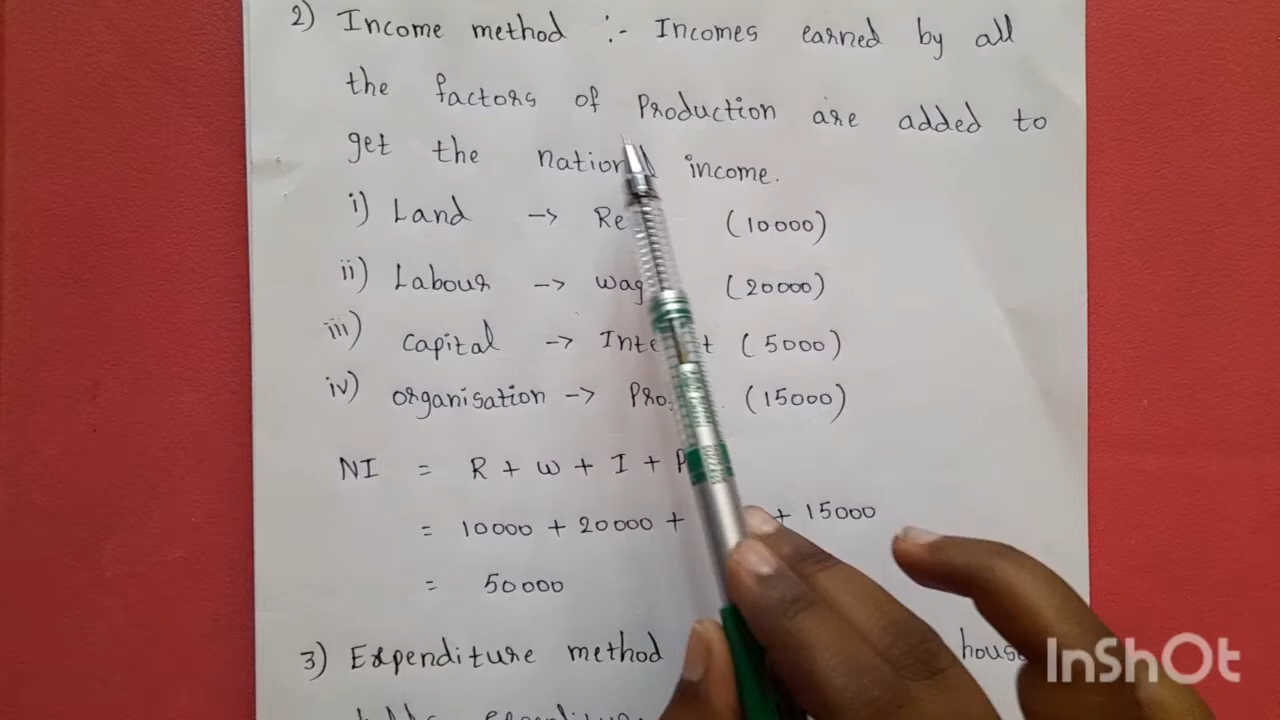 2) Income method :- Incomes earned by all
the factors of production are added to
get the national income.
i) Land -> Re (10000)
ii) Labour -> wag (20000)
iii) capital -> Inte t (5000)
iv) organisation -> Pro (15000)
NI = R + W + I + P
= 10000 + 20000 + + 15000
= 50000
3) Expenditure method
InShOt